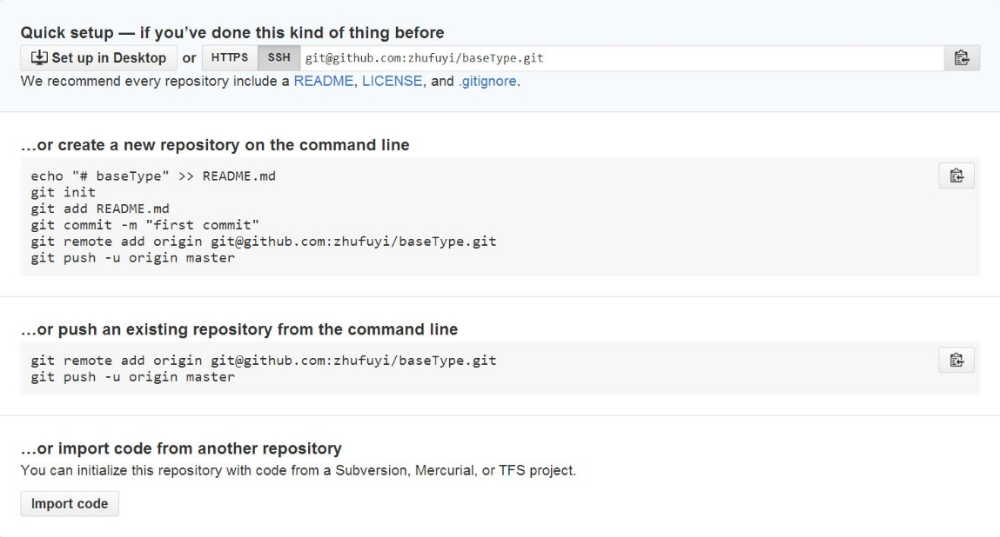 Quick setup — if you’ve done this kind of thing before
Set up in Desktop or HTTPS SSH git@github.com:zhufuyi/baseType.git
We recommend every repository include a README, LICENSE, and .gitignore.
…or create a new repository on the command line
echo "# baseType" >> README.md
git init
git add README.md
git commit -m "first commit"
git remote add origin git@github.com:zhufuyi/baseType.git
git push -u origin master
…or push an existing repository from the command line
git remote add origin git@github.com:zhufuyi/baseType.git
git push -u origin master
…or import code from another repository
You can initialize this repository with code from a Subversion, Mercurial, or TFS project.
Import code